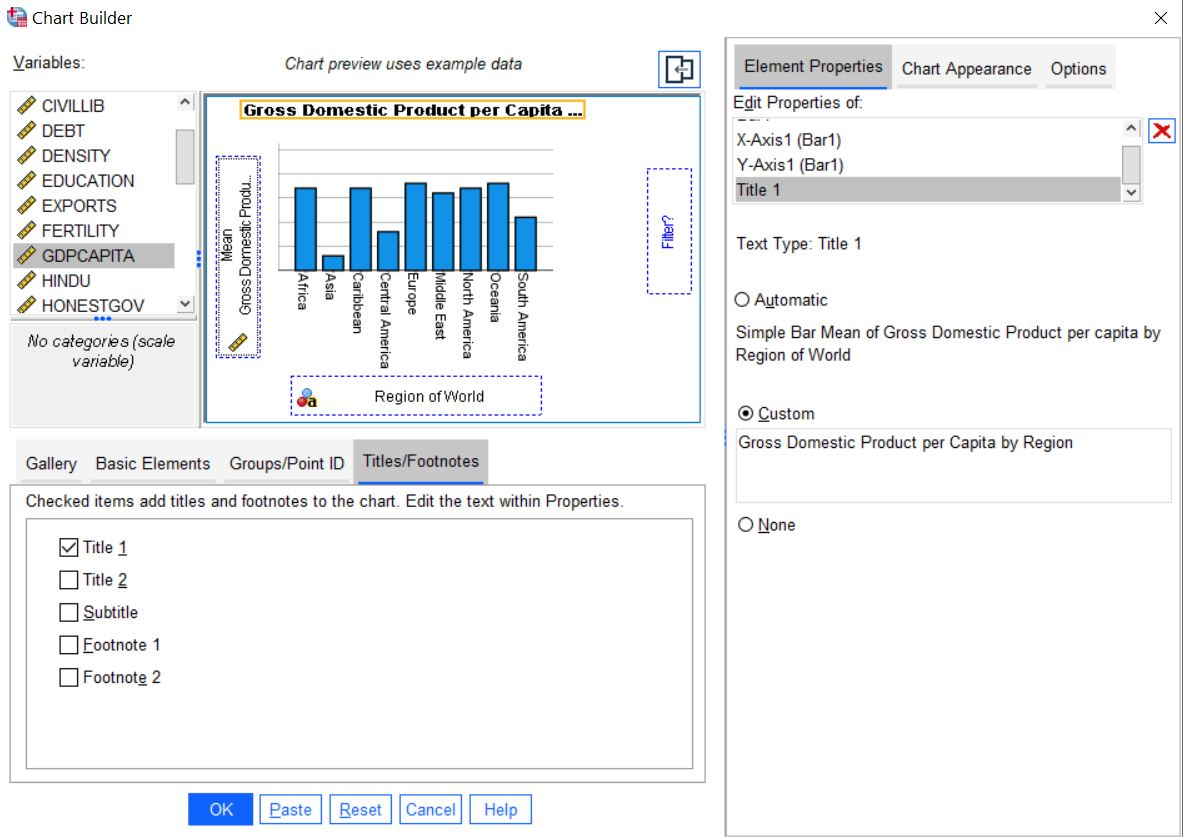 Chart Builder
Variables:
Chart preview uses example data
CIVILLIB
DEBT
DENSITY
EDUCATION
EXPORTS
FERTILITY
GDPCAPITA
HINDU
HONESTGOV
No categories (scale
variable)
Gross Domestic Product per Capita ...
Mean
Gross Domestic Produ...
Africa
Asia
Caribbean
Central America
Europe
Middle East
North America
Oceania
South America
Filter?
a
Region of World
Gallery
Basic Elements
Groups/Point ID
Titles/Footnotes
Checked items add titles and footnotes to the chart. Edit the text within Properties.
Title 1
Title 2
Subtitle
Footnote 1
Footnote 2
OK
Paste
Reset
Cancel
Help
Element Properties
Chart Appearance
Options
Edit Properties of:
X-Axis1 (Bar1)
Y-Axis1 (Bar1)
Title 1
Text Type: Title 1
Automatic
Simple Bar Mean of Gross Domestic Product per capita by
Region of World
Custom
Gross Domestic Product per Capita by Region
None